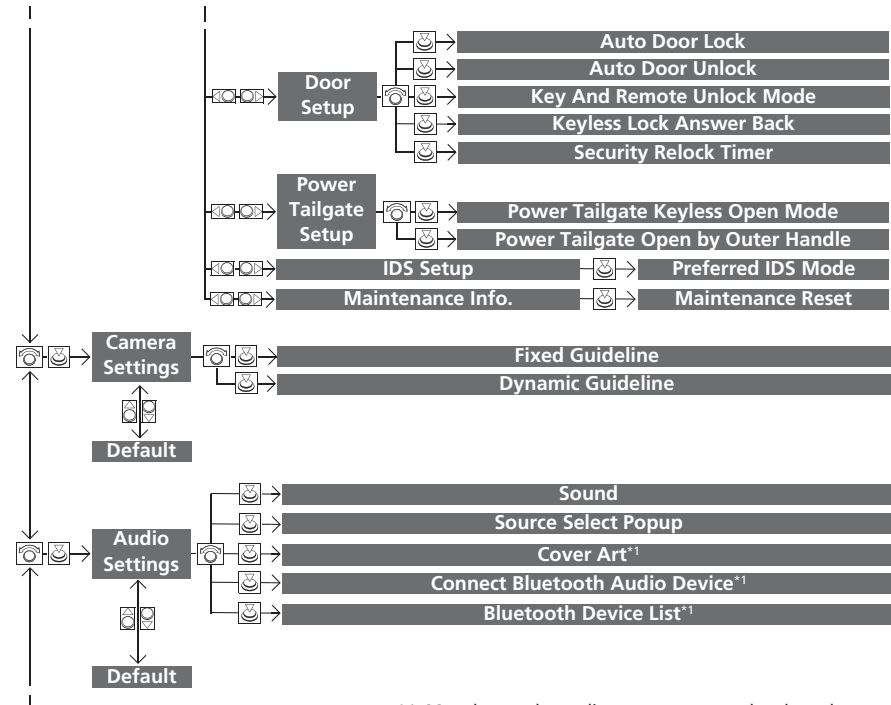 Door
Setup
Auto Door Lock
Auto Door Unlock
Key And Remote Unlock Mode
Keyless Lock Answer Back
Security Relock Timer
Power
Tailgate
Setup
Power Tailgate Keyless Open Mode
Power Tailgate Open by Outer Handle
IDS Setup
Preferred IDS Mode
Maintenance Info.
Maintenance Reset
Camera
Settings
Fixed Guideline
Dynamic Guideline
Default
Audio
Settings
Sound
Source Select Popup
Cover Art*1
Connect Bluetooth Audio Device*1
Bluetooth Device List*1
Default